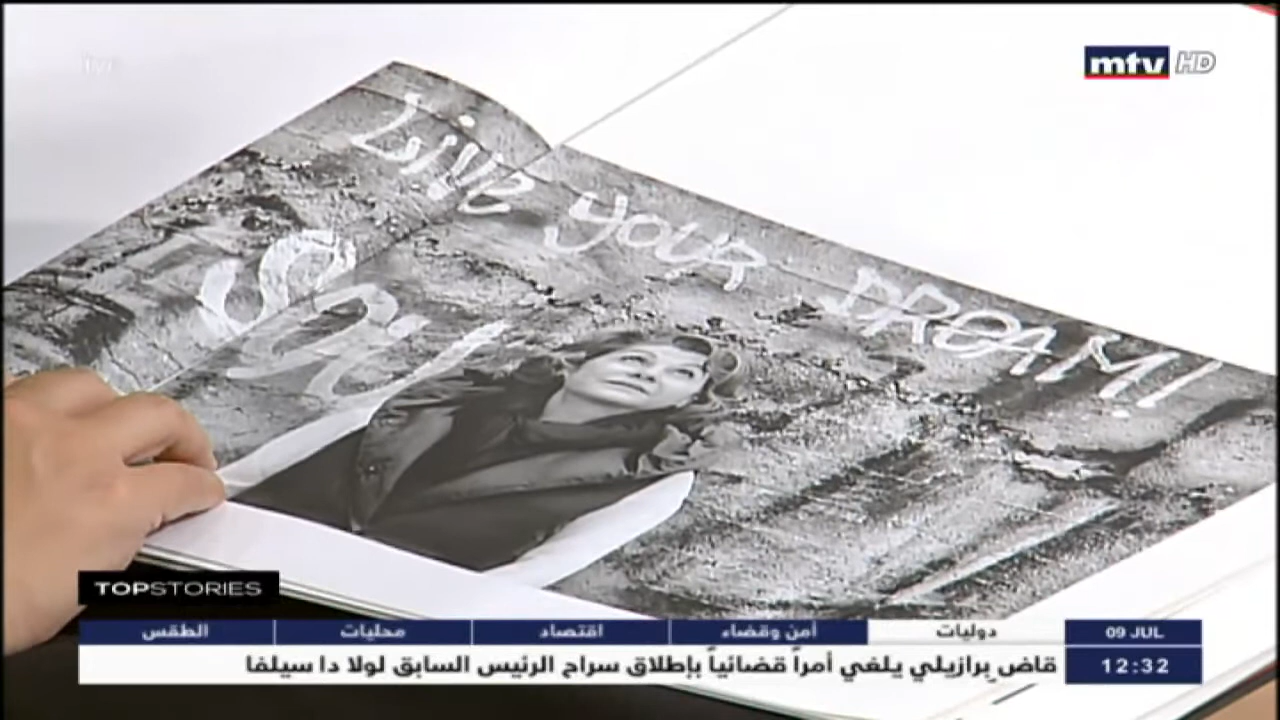 mtv HD
Live YOUR DREAM!
TOPSTORIES
دوليات
أمن وقضاء
اقتصاد
محليات
الطقس
09 JUL
قاضٍ برازيلي يلغي أمراً قضائياً بإطلاق سراح الرئيس السابق لولا دا سيلفا
12:32